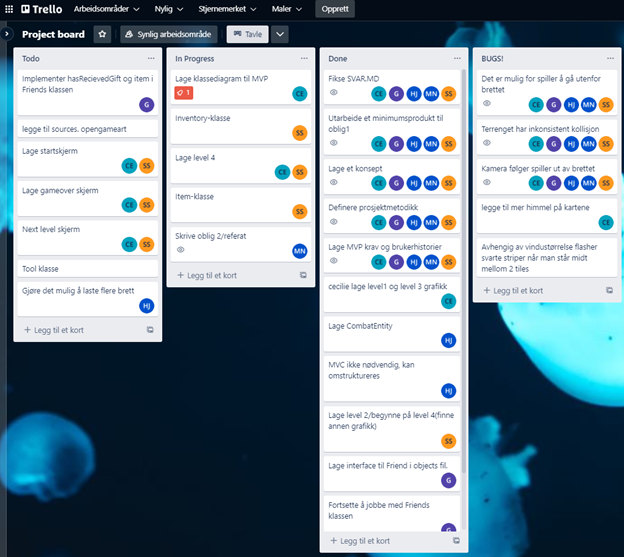 Trello
Arbeidsområder
Nylig
Stjernemerket
Maler
Opprett
Project board
Synlig arbeidsområde
Tavle
Todo
Implementer hasRecievedGift og item i
Friends klassen
G
legge til sources. opengameart
Lage startskjerm
CE SS
Lage gameover skjerm
CE SS
Next level skjerm
CE SS
Tool klasse
Gjøre det mulig å laste flere brett
HJ
+ Legg til et kort
In Progress
Lage klassediagram til MVP
1
CE
Inventory-klasse
SS
Lage level 4
CE SS
Item-klasse
SS
Skrive oblig 2/referat
MN
+ Legg til et kort
Done
Fikse SVAR.MD
CE G HJ MN SS
Utarbeide et minimumsprodukt til
oblig1
CE G HJ MN SS
Lage et konsept
CE G HJ MN SS
Definere prosjektmetodikk
CE G HJ MN SS
Lage MVP krav og brukerhistorier
CE G HJ MN SS
cecilie lage level1 og level 3 grafikk
CE
Lage CombatEntity
HJ
MVC ikke nødvendig, kan
omstruktureres
HJ
Lage level 2/begynne på level 4(finne
annen grafikk)
SS
Lage interface til Friend i objects fil.
G
Fortsette å jobbe med Friends
klassen
G
+ Legg til et kort
BUGS!
Det er mulig for spiller å gå utenfor
brettet
CE G HJ MN SS
Terrenget har inkonsistent kollisjon
CE G HJ MN SS
Kamera følger spiller ut av brettet
CE G HJ MN SS
legge til mer himmel på kartene
CE
Avhengig av vindustørrelse flasher
svarte striper når man står midt
mellom 2 tiles
+ Legg til et kort